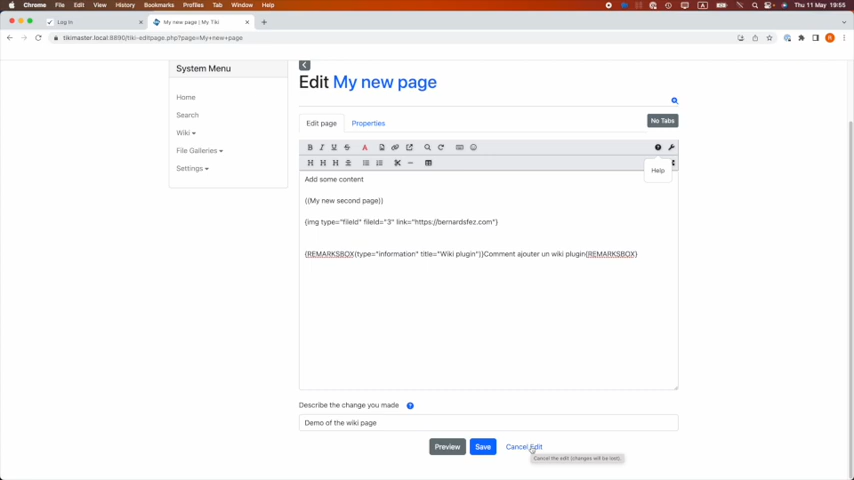 Chrome File Edit View History Bookmarks Profiles Tab Window Help Thu 11 May 15:55
Log In
My new page | My Tiki
tikimaster.local:8890/tiki-editpage.php?page=My+new+page
System Menu
Home
Search
Wiki
File Galleries
Settings
Edit My new page
Edit page Properties No Tabs
B I U S A
H H H
Help
Add some content
((My new second page))
{img type="fileId" fileId="3" link="https://bernardsfez.com"}
{REMARKSBOX(type="information" title="Wiki plugin")}Comment ajouter un wiki plugin{REMARKSBOX}
Describe the change you made
Demo of the wiki page
Preview Save Cancel Edit
Cancel the edit (changes will be lost).